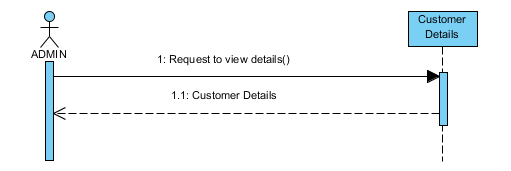 Customer
Details
ADMIN
1: Request to view details()
1.1: Customer Details